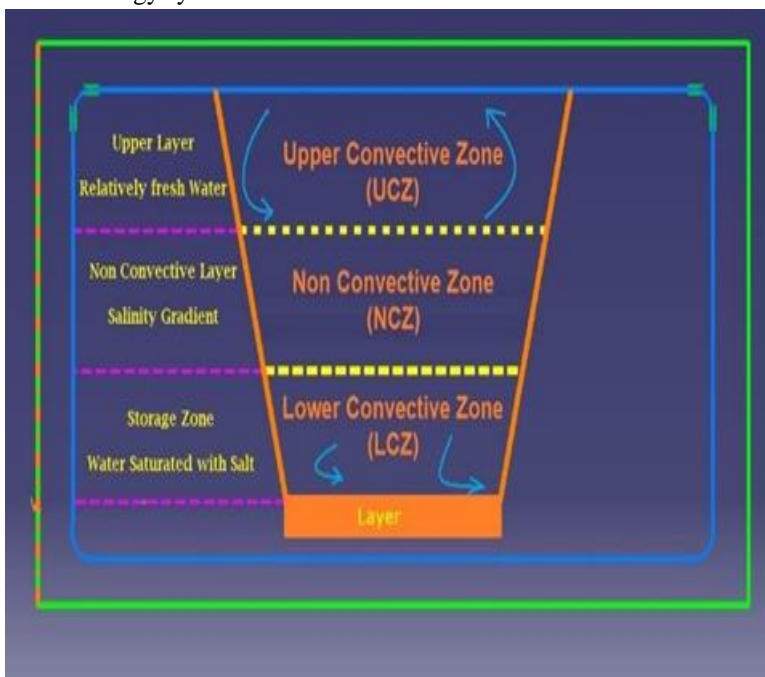 Upper Layer
Relatively fresh Water
Upper Convective Zone
(UCZ)
Non Convective Layer
Salinity Gradient
Non Convective Zone
(NCZ)
Storage Zone
Water Saturated with Salt
Lower Convective Zone
(LCZ)
Layer